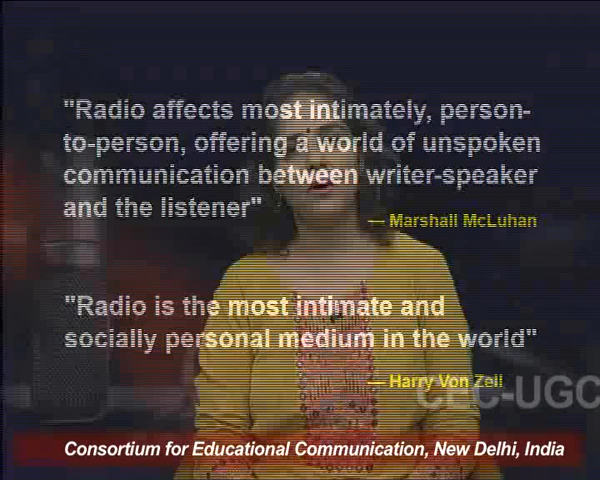 "Radio affects most intimately, person-
to-person, offering a world of unspoken
communication between writer-speaker
and the listener"
— Marshall McLuhan
"Radio is the most intimate and
socially personal medium in the world"
— Harry Von Zell
CEC-UGC
Consortium for Educational Communication, New Delhi, India